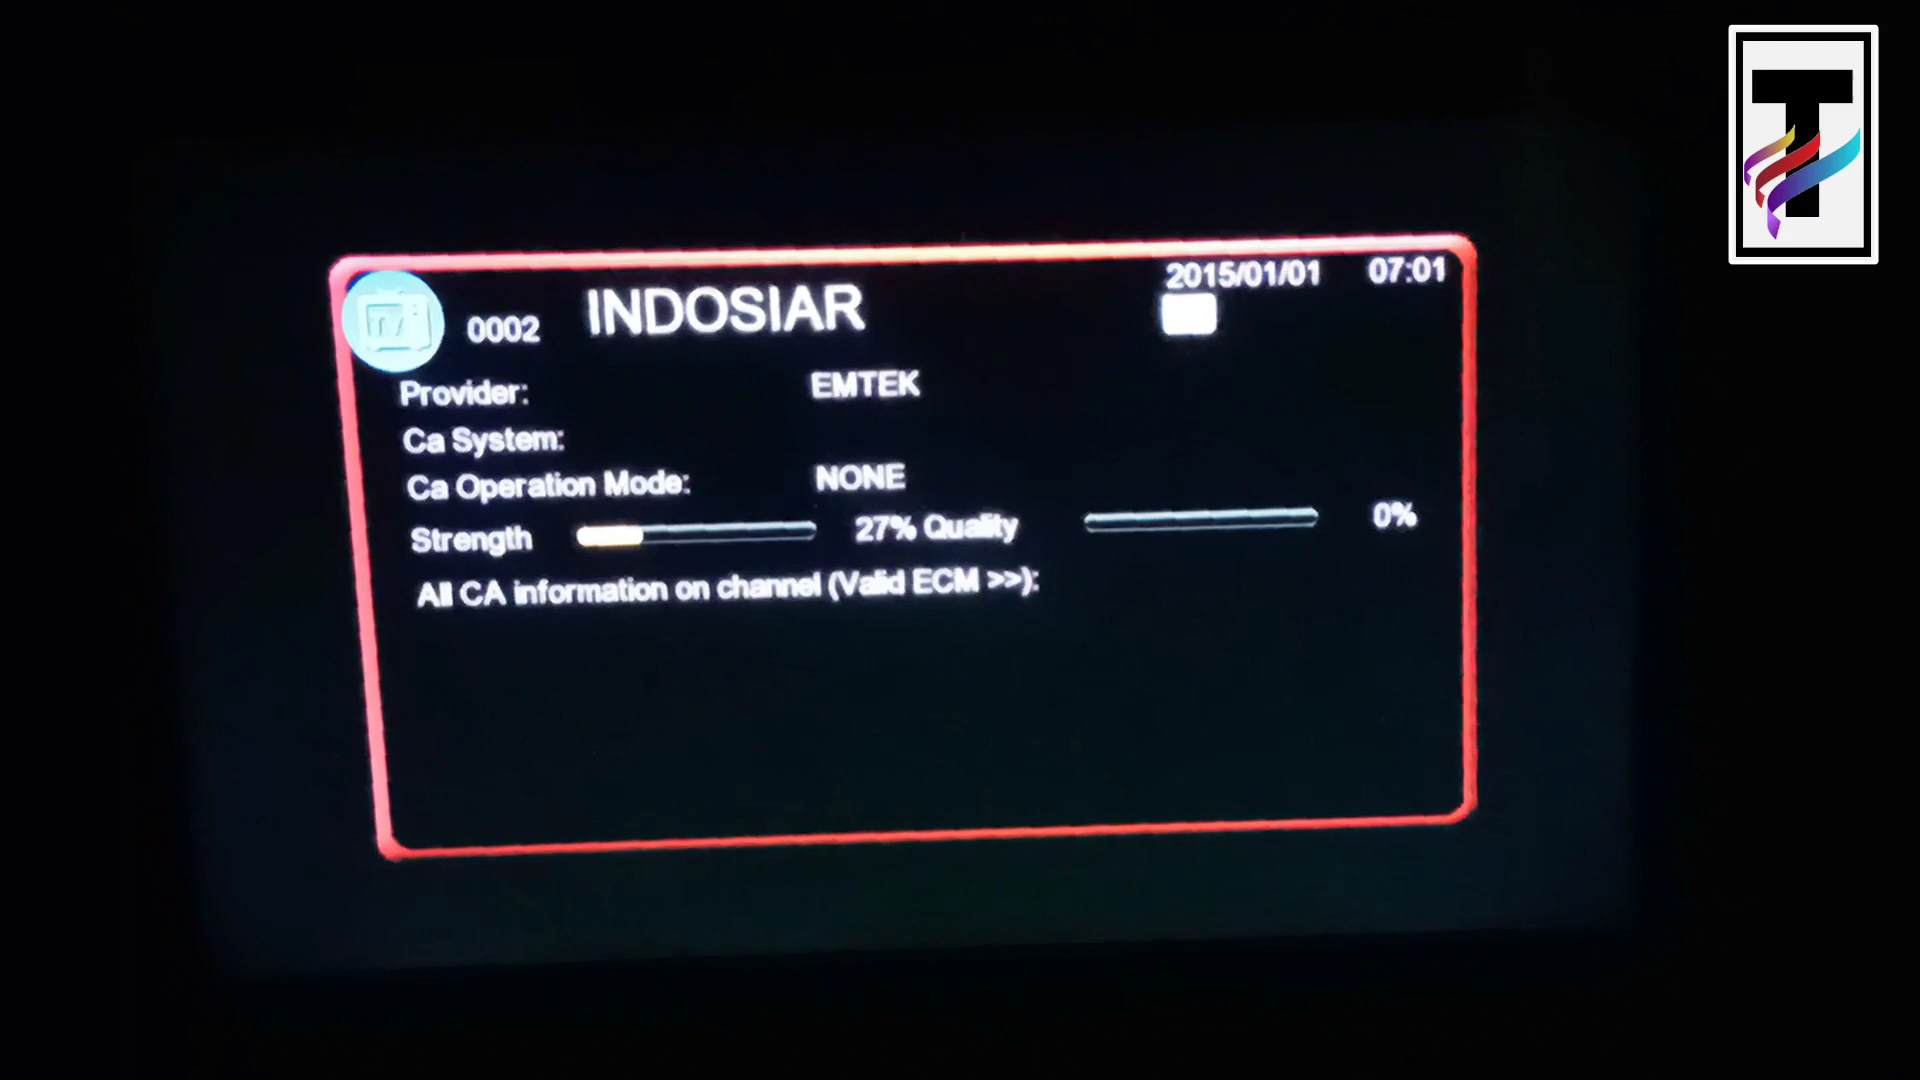 2015/01/01 07:01
0002 INDOSIAR
Provider: EMTEK
Ca System:
Ca Operation Mode: NONE
Strength 27% Quality 0%
All CA information on channel (Valid ECM >>):
T
TV